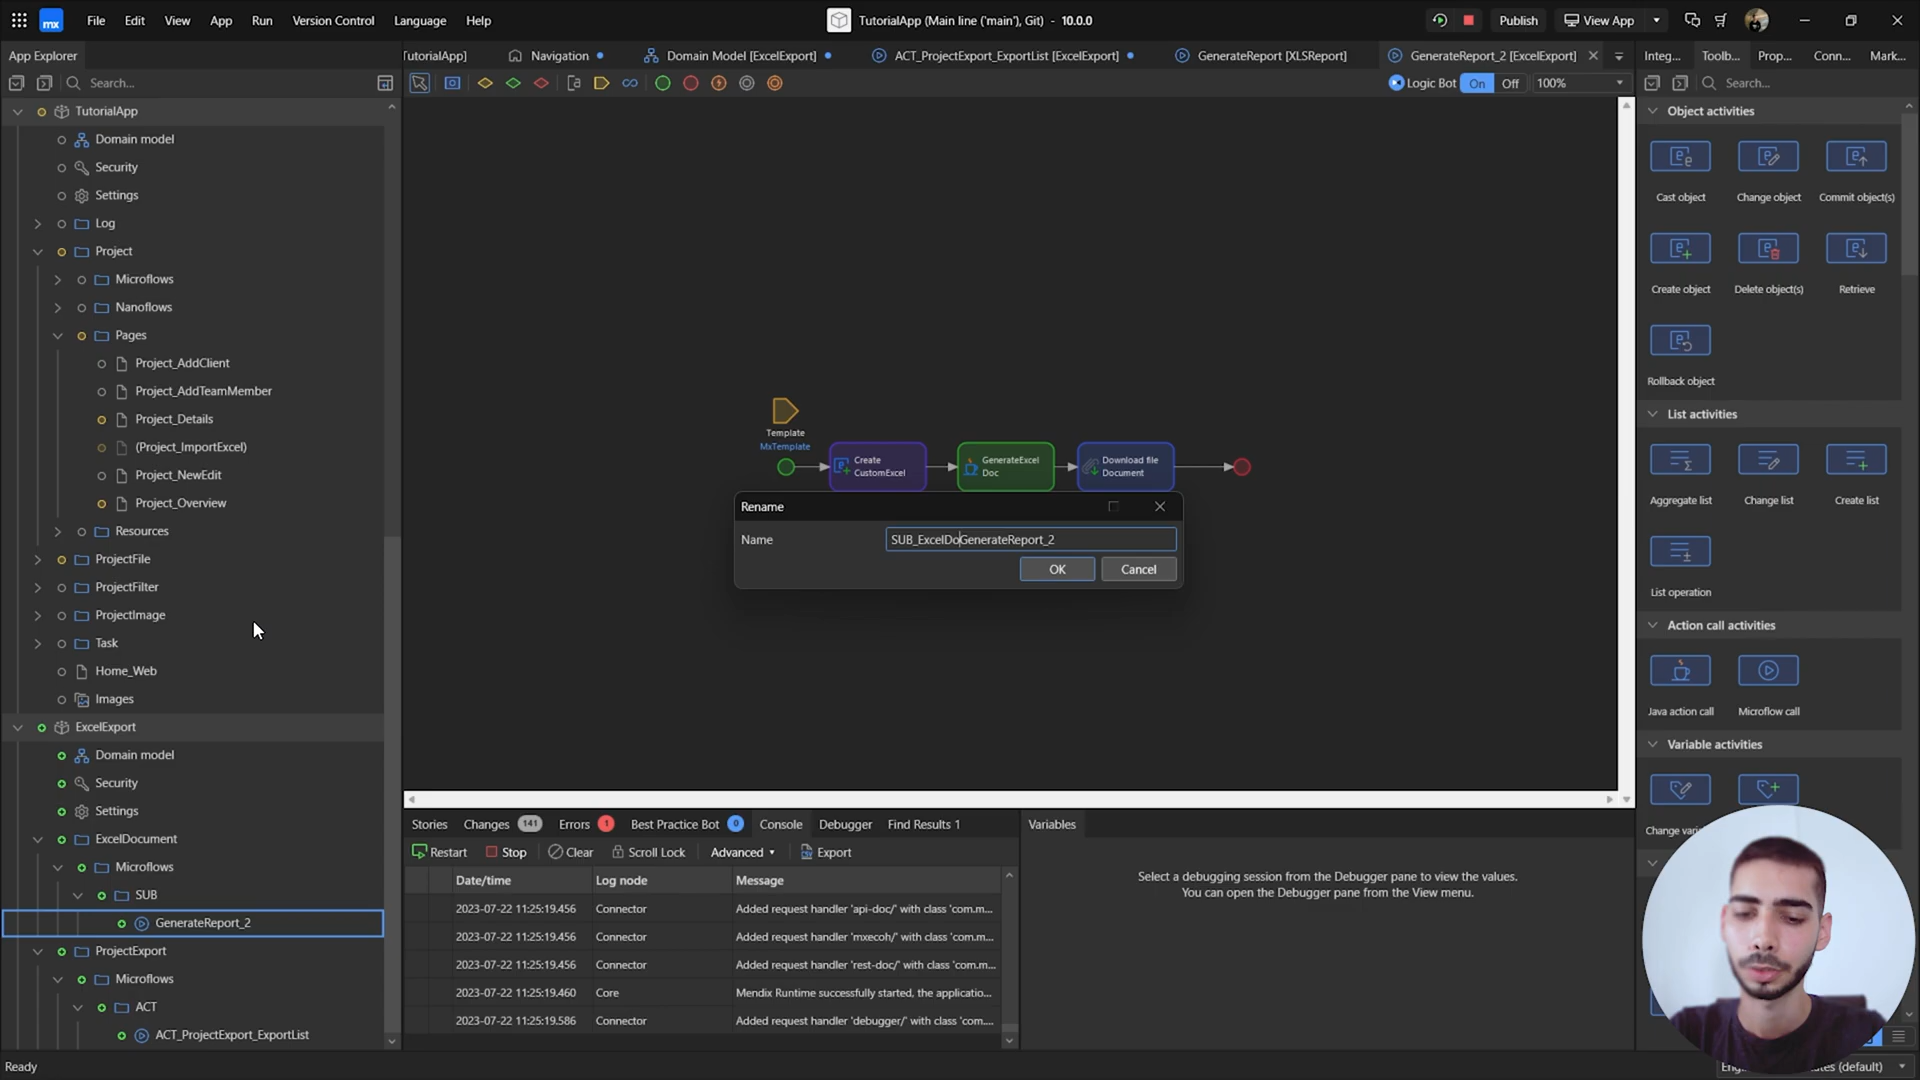 mx File Edit View App Run Version Control Language Help
TutorialApp (Main line ('main'), Git) - 10.0.0
Publish View App
App Explorer
Search...
TutorialApp
Domain model
Security
Settings
Log
Project
Microflows
Nanoflows
Pages
Project_AddClient
Project_AddTeamMember
Project_Details
(Project_ImportExcel)
Project_NewEdit
Project_Overview
Resources
ProjectFile
ProjectFilter
ProjectImage
Task
Home_Web
Images
ExcelExport
Domain model
Security
Settings
ExcelDocument
Microflows
SUB
GenerateReport_2
ProjectExport
Microflows
ACT
ACT_ProjectExport_ExportList
Ready
TutorialApp] Navigation Domain Model [ExcelExport] ACT_ProjectExport_ExportList [ExcelExport] GenerateReport [XLSReport] GenerateReport_2 [ExcelExport]
Logic Bot On Off 100%
Template
MxTemplate
Create
CustomExcel
GenerateExcel
Doc
Download file
Document
Rename
Name SUB_ExcelDoGenerateReport_2
OK Cancel
Stories Changes 141 Errors 1 Best Practice Bot 0 Console Debugger Find Results 1
Restart Stop Clear Scroll Lock Advanced Export
Date/time Log node Message
2023-07-22 11:25:19.456 Connector Added request handler 'api-doc/' with class 'com.m...
2023-07-22 11:25:19.456 Connector Added request handler 'mxecoh/' with class 'com.m...
2023-07-22 11:25:19.456 Connector Added request handler 'rest-doc/' with class 'com.m...
2023-07-22 11:25:19.460 Core Mendix Runtime successfully started, the applicatio...
2023-07-22 11:25:19.586 Connector Added request handler 'debugger/' with class 'com....
Variables
Select a debugging session from the Debugger pane to view the values.
You can open the Debugger pane from the View menu.
Integ... Toolb... Prop... Conn... Mark...
Search...
Object activities
Cast object Change object Commit object(s)
Create object Delete object(s) Retrieve
Rollback object
List activities
Aggregate list Change list Create list
List operation
Action call activities
Java action call Microflow call
Variable activities
Change
(default)